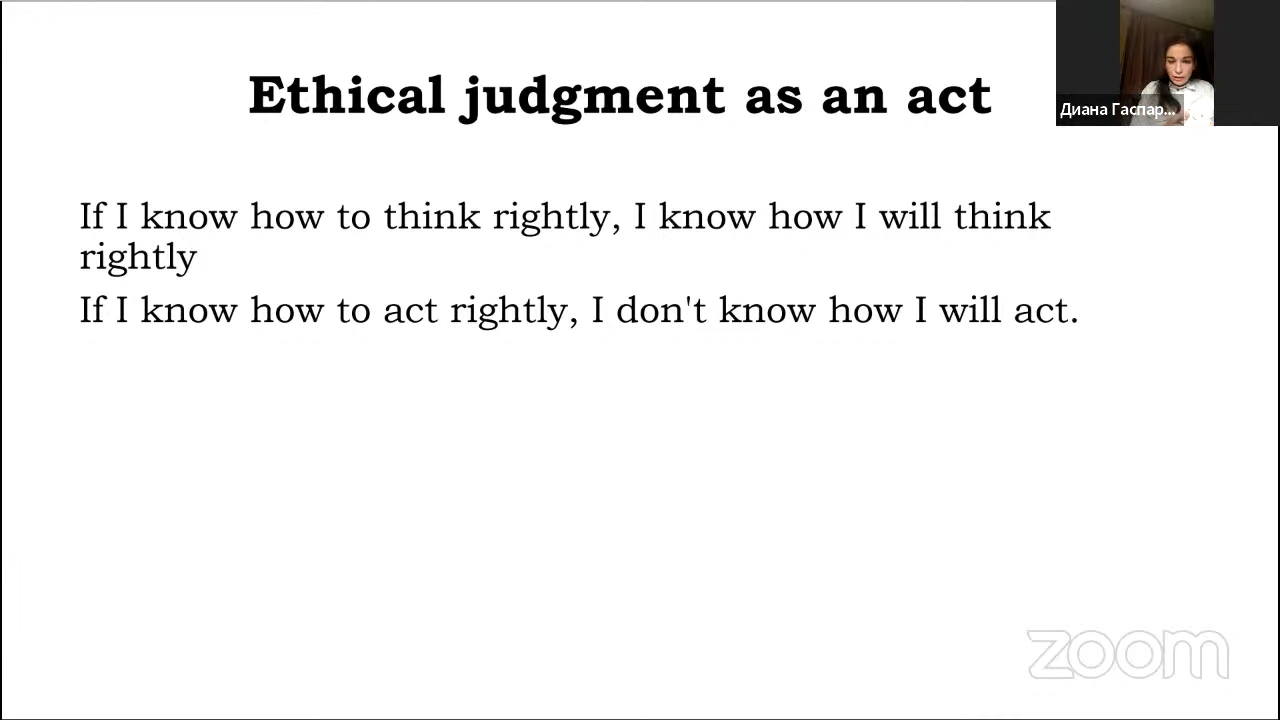 Ethical judgment as an act
Диана Гаспар...
If I know how to think rightly, I know how I will think
rightly
If I know how to act rightly, I don't know how I will act.
zoom